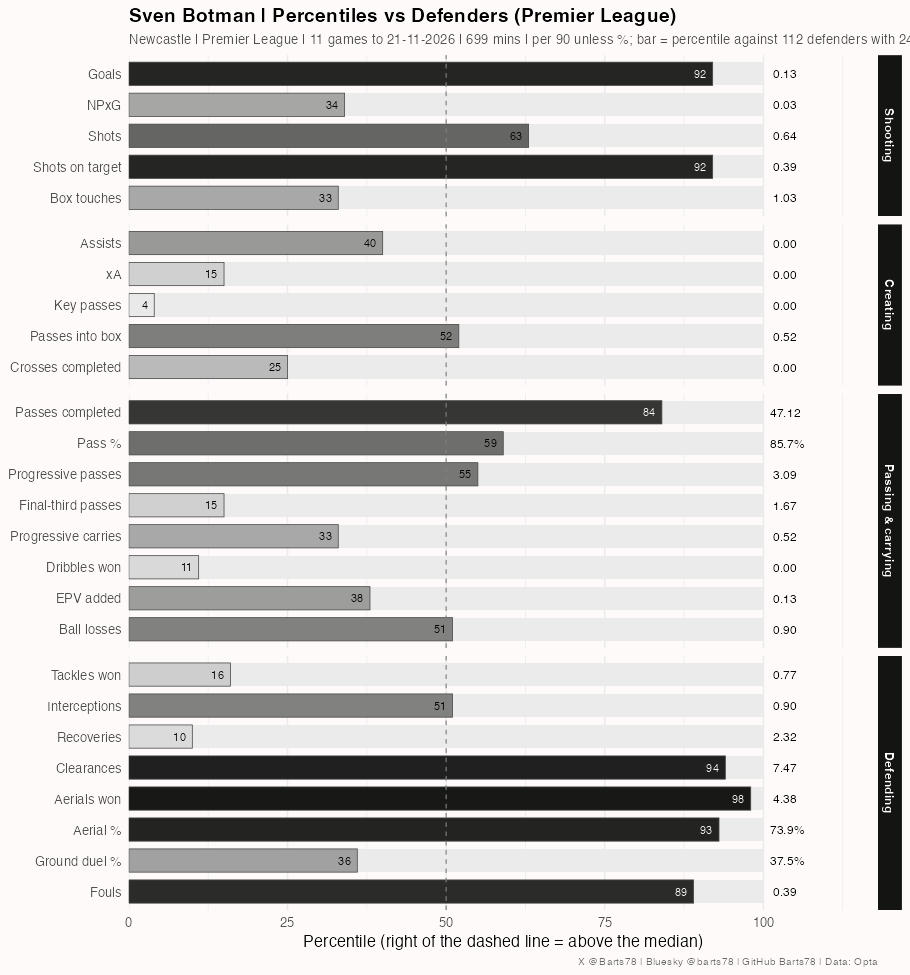 Sven Botman | Percentiles vs Defenders (Premier League)
Newcastle | Premier League | 11 games to 21-11-2026 | 699 mins | per 90 unless %; bar = percentile against 112 defenders with 24
Goals 92 0.13
NPxG 34 0.03
Shots 63 0.64
Shots on target 92 0.39
Box touches 33 1.03
Shooting
Assists 40 0.00
xA 15 0.00
Key passes 4 0.00
Passes into box 52 0.52
Crosses completed 25 0.00
Creating
Passes completed 84 47.12
Pass % 59 85.7%
Progressive passes 55 3.09
Final-third passes 15 1.67
Progressive carries 33 0.52
Dribbles won 11 0.00
EPV added 38 0.13
Ball losses 51 0.90
Passing & carrying
Tackles won 16 0.77
Interceptions 51 0.90
Recoveries 10 2.32
Clearances 94 7.47
Aerials won 98 4.38
Aerial % 93 73.9%
Ground duel % 36 37.5%
Fouls 89 0.39
Defending
0 25 50 75 100
Percentile (right of the dashed line = above the median)
X @Barts78 | Bluesky @barts78 | GitHub Barts78 | Data: Opta